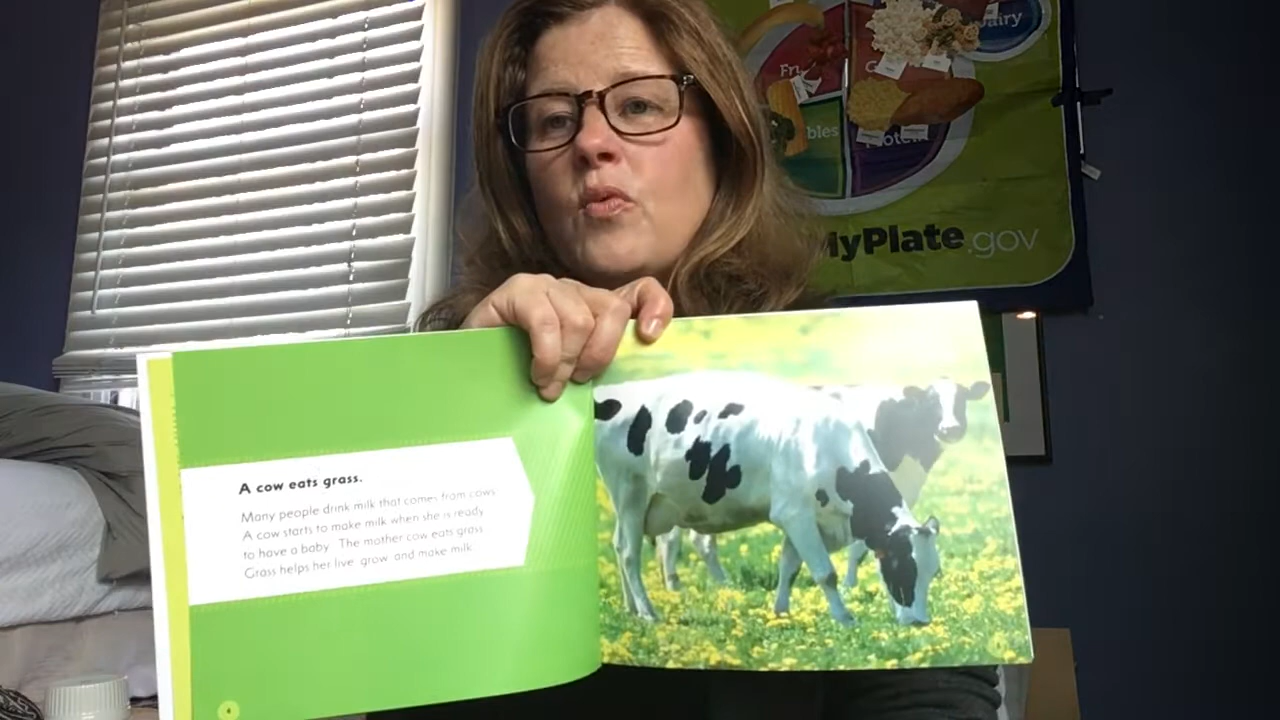 Dairy
bles
MyPlate.gov
A cow eats grass.
Many people drink milk that comes from cows.
A cow starts to make milk when she is ready
to have a baby. The mother cow eats grass.
Grass helps her live, grow, and make milk.